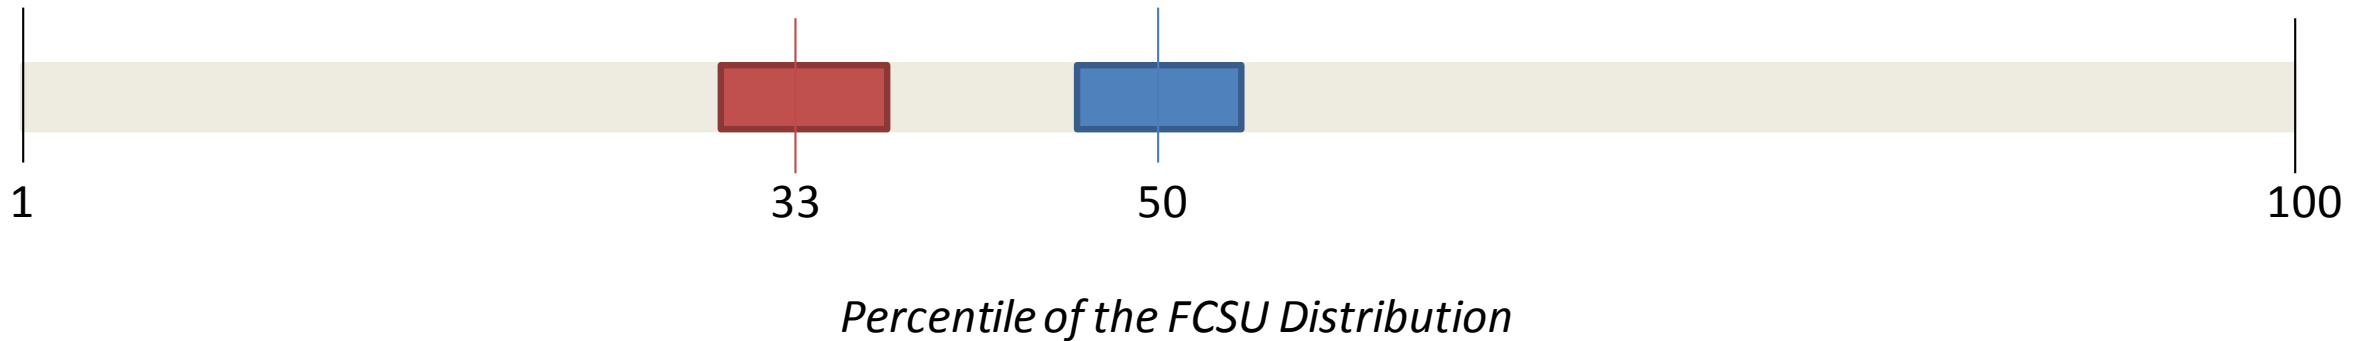 1 33 50 100
Percentile of the FCSU Distribution